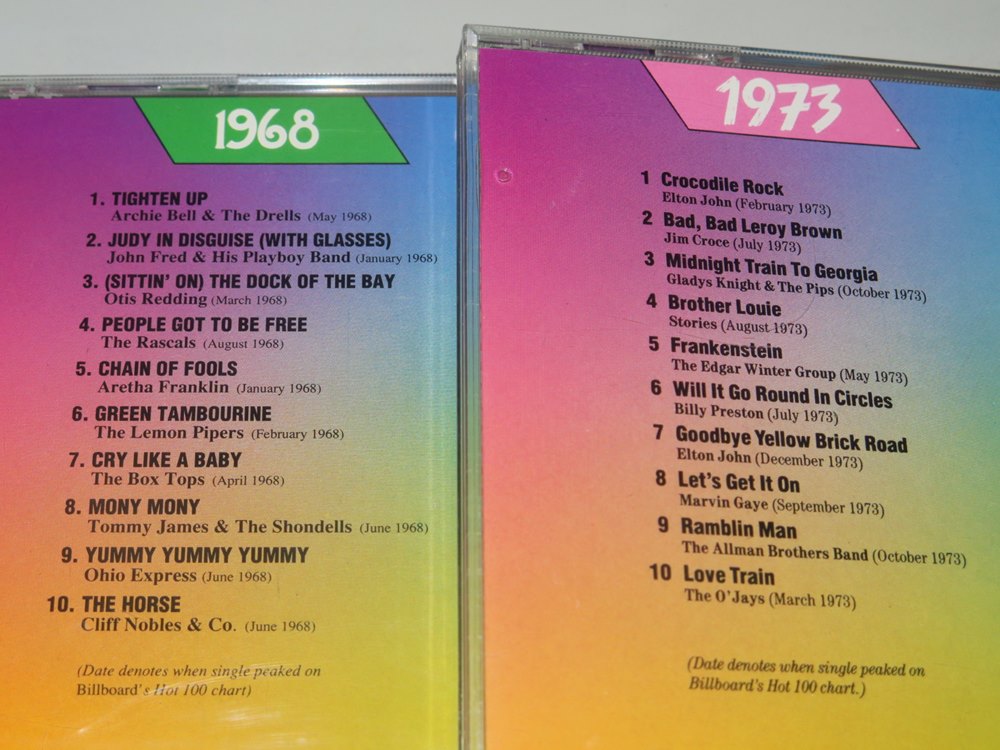 1968
1. TIGHTEN UP
Archie Bell & The Drells (May 1968)
2. JUDY IN DISGUISE (WITH GLASSES)
John Fred & His Playboy Band (January 1968)
3. (SITTIN' ON) THE DOCK OF THE BAY
Otis Redding (March 1968)
4. PEOPLE GOT TO BE FREE
The Rascals (August 1968)
5. CHAIN OF FOOLS
Aretha Franklin (January 1968)
6. GREEN TAMBOURINE
The Lemon Pipers (February 1968)
7. CRY LIKE A BABY
The Box Tops (April 1968)
8. MONY MONY
Tommy James & The Shondells (June 1968)
9. YUMMY YUMMY YUMMY
Ohio Express (June 1968)
10. THE HORSE
Cliff Nobles & Co. (June 1968)
(Date denotes when single peaked on
Billboard's Hot 100 chart)
1973
1 Crocodile Rock
Elton John (February 1973)
2 Bad, Bad Leroy Brown
Jim Croce (July 1973)
3 Midnight Train To Georgia
Gladys Knight & The Pips (October 1973)
4 Brother Louie
Stories (August 1973)
5 Frankenstein
The Edgar Winter Group (May 1973)
6 Will It Go Round In Circles
Billy Preston (July 1973)
7 Goodbye Yellow Brick Road
Elton John (December 1973)
8 Let's Get It On
Marvin Gaye (September 1973)
9 Ramblin Man
The Allman Brothers Band (October 1973)
10 Love Train
The O'Jays (March 1973)
(Date denotes when single peaked on
Billboard's Hot 100 chart.)